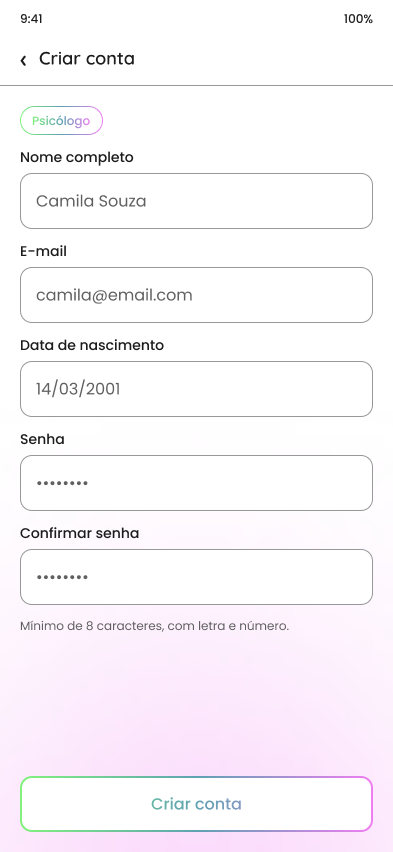 9:41 100%
‹ Criar conta
Psicólogo
Nome completo
Camila Souza
E-mail
camila@email.com
Data de nascimento
14/03/2001
Senha
••••••••
Confirmar senha
••••••••
Mínimo de 8 caracteres, com letra e número.
Criar conta